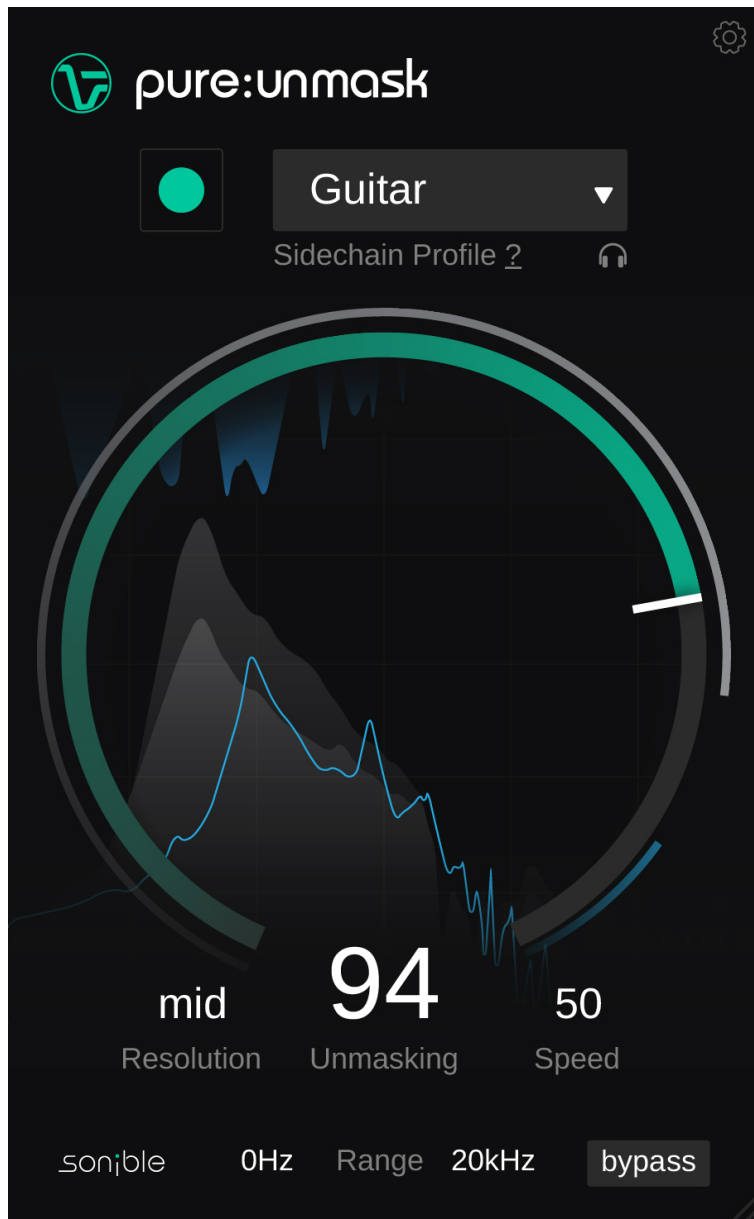 pure:unmask
Guitar
Sidechain Profile ?
mid 94 50
Resolution Unmasking Speed
sonible 0Hz Range 20kHz bypass